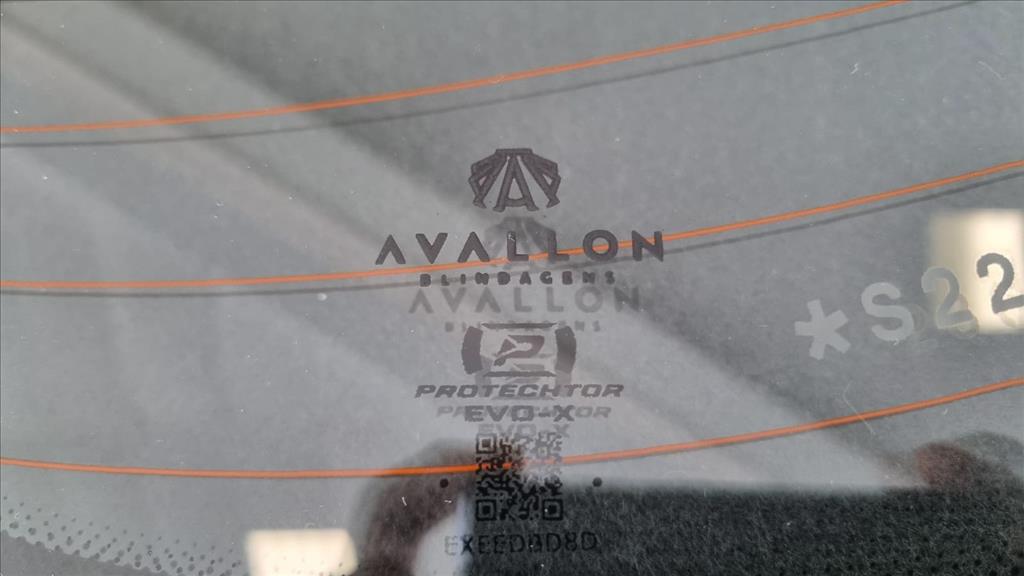 AVALLON
BLINDAGENS
PROTECHTOR
EVO-X
*S22